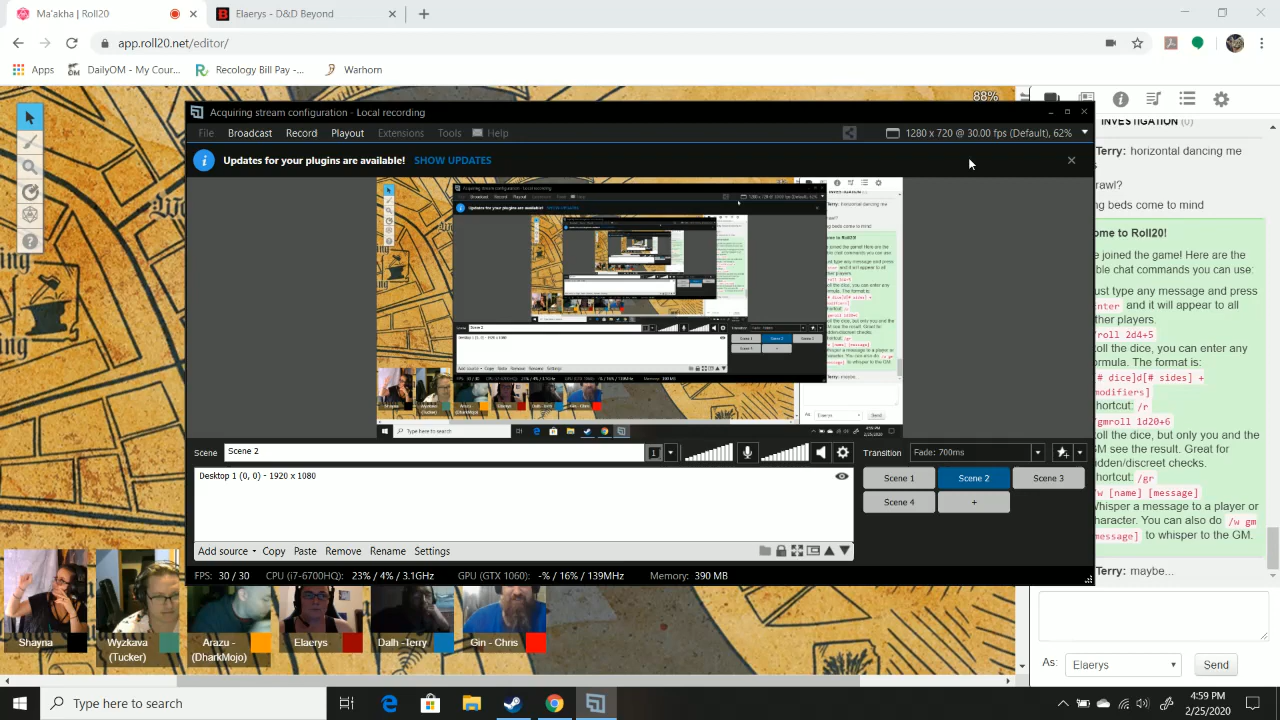 Ma'akha | Roll20
Elaerys - D&D Beyond
app.roll20.net/editor/
Apps
DailyOM - My Cour...
Recology Bill Pay -...
Warhorn
88%
Acquiring stream configuration - Local recording
File Broadcast Record Playout Extensions Tools Help
1280 x 720 @ 30.00 fps (Default), 62%
Updates for your plugins are available! SHOW UPDATES
INVESTIGATION (0)
Terry: horizontal dancing me
rawl?
ng beds come to mind
ome to Roll20!
e joined the game! Here are the
ble chat commands you can use:
ust type any message and press
nter and it will appear to all
ther players.
roll 2d4+5
oll the dice, you can enter any
rmula. The format is:
# dice]d[# sides] +
modifiers]
hortcut: /r
gmroll 1d20+6
oll the dice, but only you and the
M see the result. Great for
dden/discreet checks.
hortcut: /gr
w [name] [message]
Whisper a message to a player or
haracter. You can also do /w gm
message] to whisper to the GM.
Terry: maybe...
As: Elaerys Send
Scene Scene 2 1
Transition Fade: 700ms
Desktop 1 (0, 0) - 1920 x 1080
Scene 1 Scene 2 Scene 3
Scene 4 +
Add source Copy Paste Remove Rename Settings
FPS: 30 / 30 CPU (i7-6700HQ): 23% / 4% / 3.1GHz GPU (GTX 1060): -% / 16% / 139MHz Memory: 390 MB
Shayria
Wyzkava
(Tucker)
Arazu -
(DharkMojo)
Elaerys
Dalh -Terry
Gin - Chris
Type here to search
4:59 PM
2/25/2020